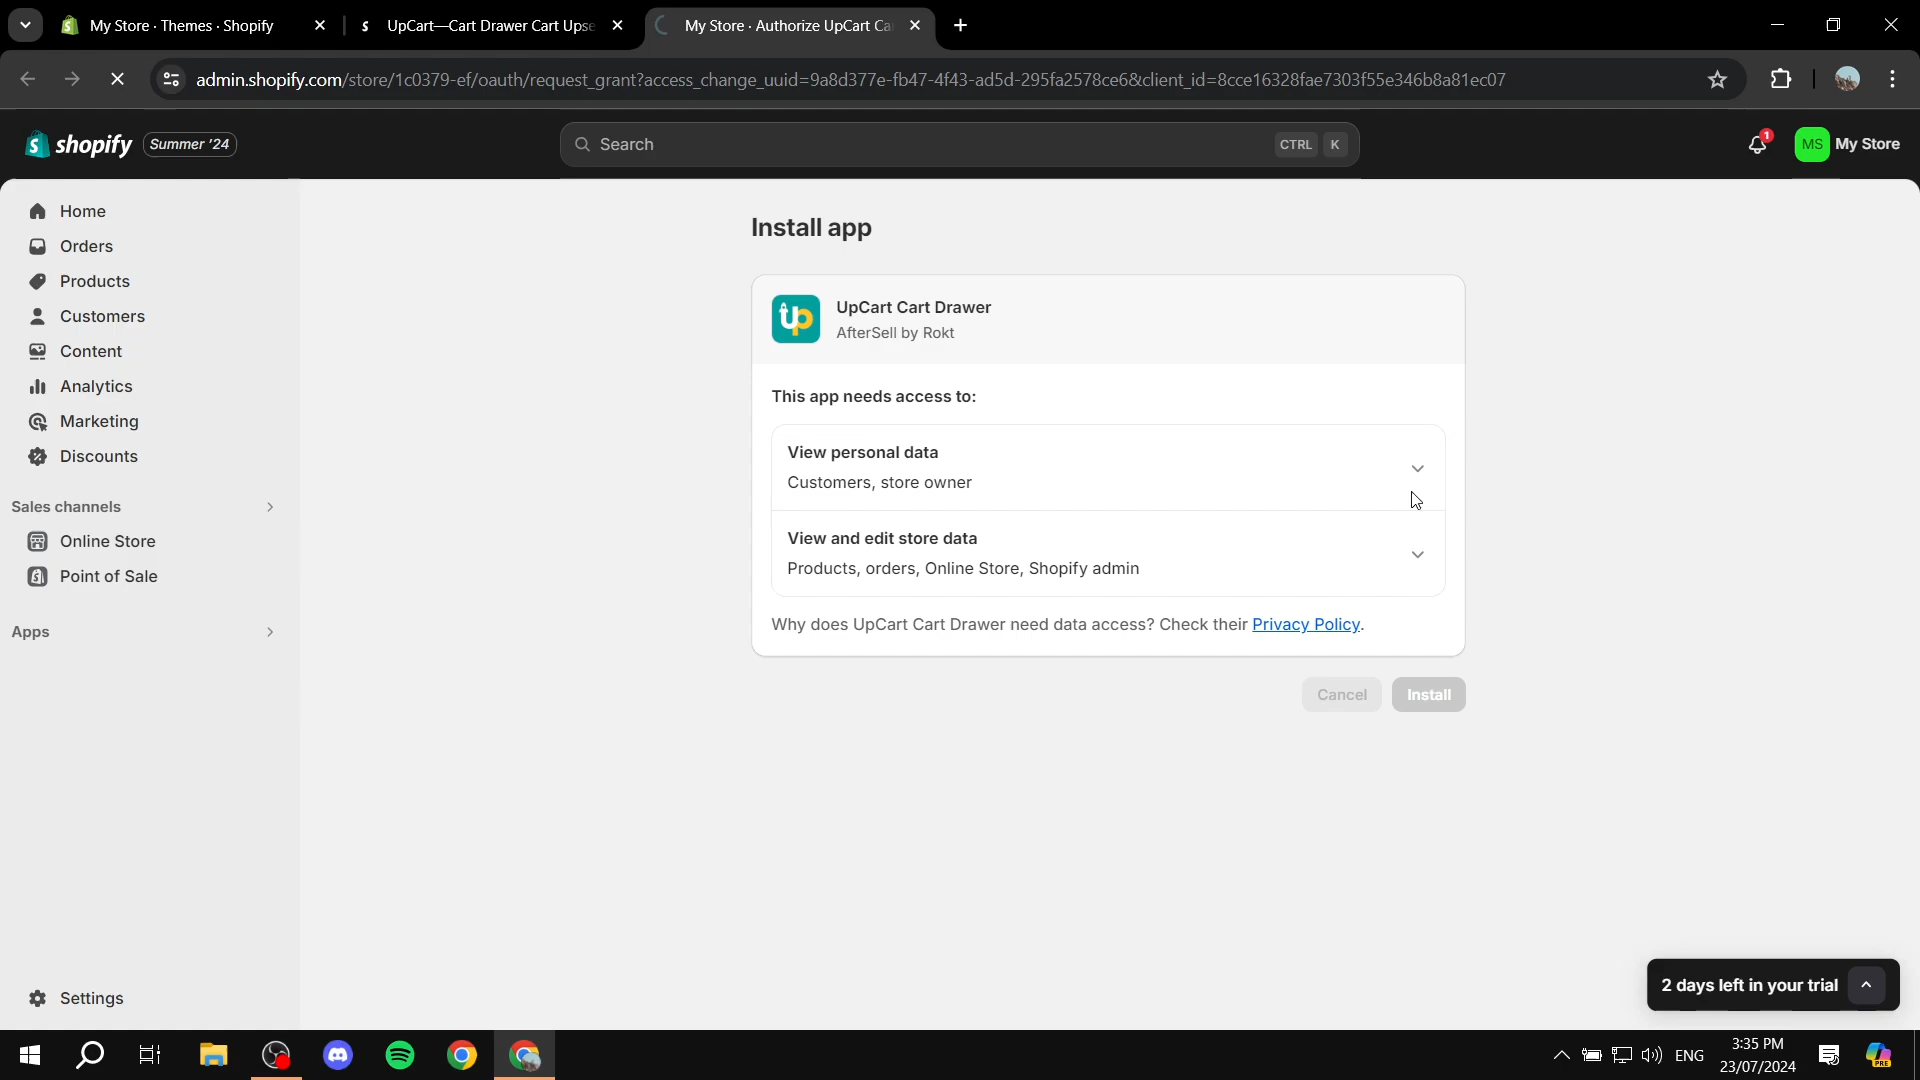 My Store · Themes · Shopify
UpCart—Cart Drawer Cart Upse
My Store · Authorize UpCart Ca
admin.shopify.com/store/1c0379-ef/oauth/request_grant?access_change_uuid=9a8d377e-fb47-4f43-ad5d-295fa2578ce6&client_id=8cce16328fae7303f55e346b8a81ec07
shopify
Summer '24
Search
CTRL K
1
MS
My Store
Home
Orders
Products
Customers
Content
Analytics
Marketing
Discounts
Sales channels
Online Store
Point of Sale
Apps
Settings
Install app
up
UpCart Cart Drawer
AfterSell by Rokt
This app needs access to:
View personal data
Customers, store owner
View and edit store data
Products, orders, Online Store, Shopify admin
Why does UpCart Cart Drawer need data access? Check their Privacy Policy.
Cancel
Install
2 days left in your trial
ENG
3:35 PM
23/07/2024
PRE